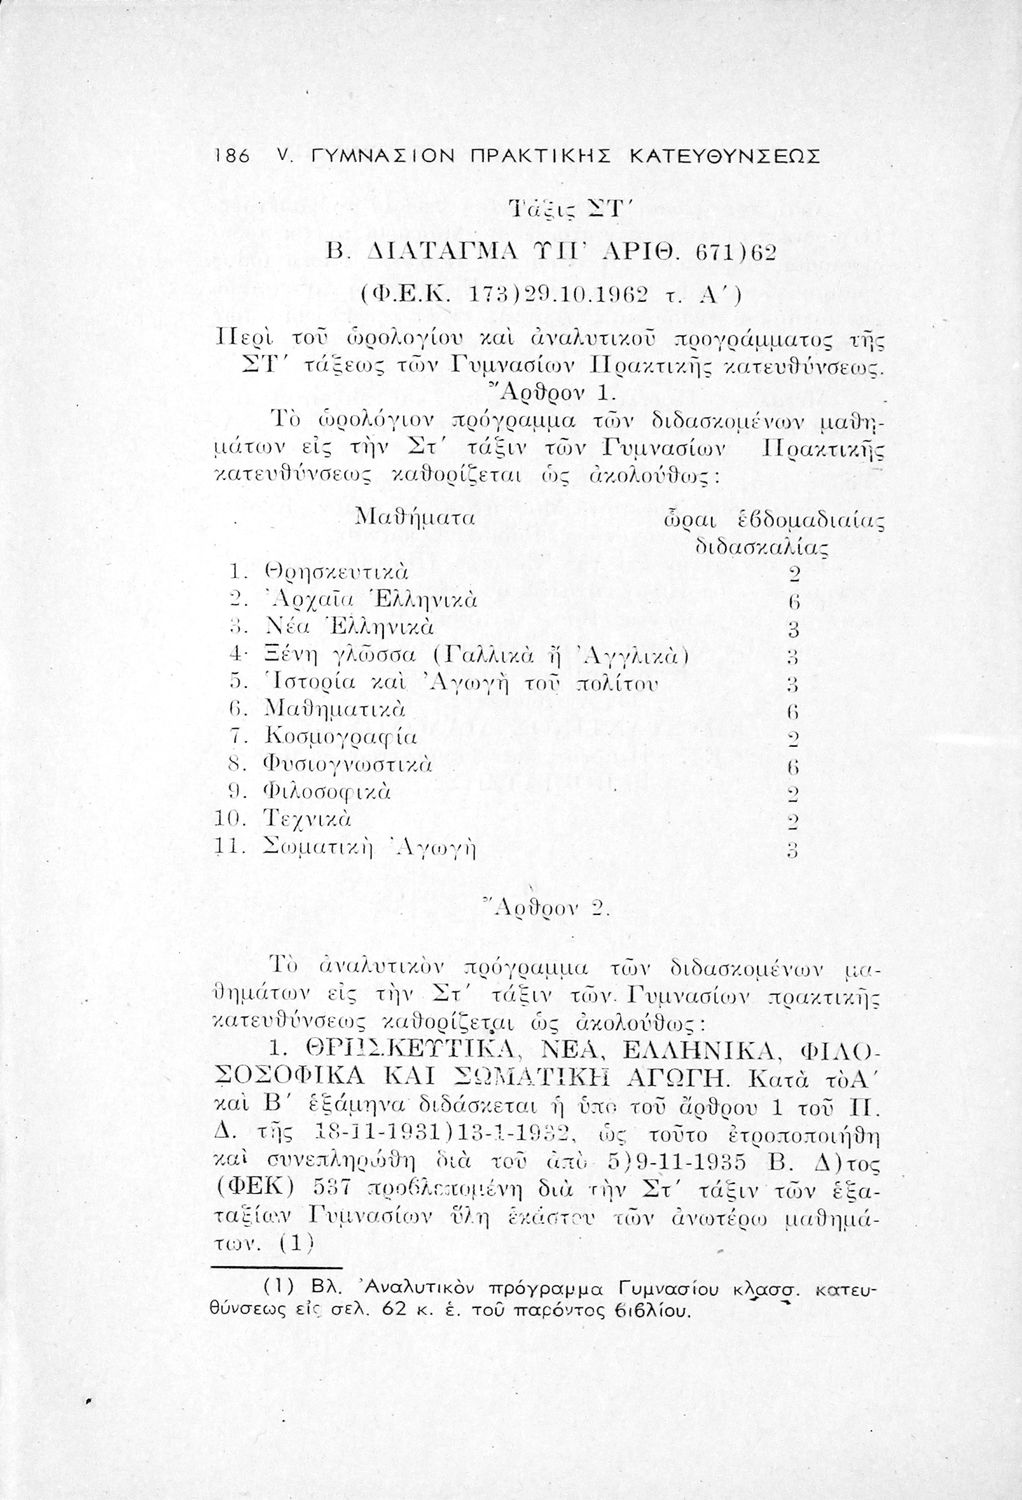 186 V. ΓΥΜΝΑΣΙΟΝ ΠΡΑΚΤΙΚΗΣ ΚΑΤΕΥΘΥΝΣΕΩΣ
Τάξις ΣΤ΄
Β. ΔΙΑΤΑΓΜΑ ΥΠ' ΑΡΙΘ. 671)62
(Φ.Ε.Κ. 173)29.10.1962 τ. Α΄)
Περὶ τοῦ ὡρολογίου καὶ ἀναλυτικοῦ προγράμματος τῆς
ΣΤ΄ τάξεως τῶν Γυμνασίων Πρακτικῆς κατευθύνσεως.
Ἄρθρον 1.
Τὸ ὡρολόγιον πρόγραμμα τῶν διδασκομένων μαθη-
μάτων εἰς τὴν Στ΄ τάξιν τῶν Γυμνασίων Πρακτικῆς
κατευθύνσεως καθορίζεται ὡς ἀκολούθως:
Μαθήματα ὧραι ἑβδομαδιαίας
διδασκαλίας
1. Θρησκευτικὰ 2
2. Ἀρχαῖα Ἑλληνικὰ 6
3. Νέα Ἑλληνικὰ 3
4· Ξένη γλῶσσα (Γαλλικὰ ἢ Ἀγγλικὰ) 3
5. Ἱστορία καὶ Ἀγωγὴ τοῦ πολίτου 3
6. Μαθηματικὰ 6
7. Κοσμογραφία 2
8. Φυσιογνωστικὰ 6
9. Φιλοσοφικὰ 2
10. Τεχνικὰ 2
11. Σωματικὴ Ἀγωγὴ 3
Ἄρθρον 2.
Τὸ ἀναλυτικὸν πρόγραμμα τῶν διδασκομένων μα-
θημάτων εἰς τὴν Στ΄ τάξιν τῶν Γυμνασίων πρακτικῆς
κατευθύνσεως καθορίζεται ὡς ἀκολούθως:
1. ΘΡΗΣΚΕΥΤΙΚΑ, ΝΕΑ, ΕΛΛΗΝΙΚΑ, ΦΙΛΟ-
ΣΟΣΟΦΙΚΑ ΚΑΙ ΣΩΜΑΤΙΚΗ ΑΓΩΓΗ. Κατὰ τὸΑ΄
καὶ Β΄ ἑξάμηνα διδάσκεται ἡ ὑπο τοῦ ἄρθρου 1 τοῦ Π.
Δ. τῆς 18-11-1931)13-1-1932, ὡς τοῦτο ἐτροποποιήθη
καὶ συνεπληρώθη διὰ τοῦ ἀπὸ 5)9-11-1935 Β. Δ)τος
(ΦΕΚ) 537 προβλεπομένη διὰ τὴν Στ΄ τάξιν τῶν ἑξα-
ταξίων Γυμνασίων ὕλη ἑκάστου τῶν ἀνωτέρω μαθημά-
των. (1)
(1) Βλ. Ἀναλυτικὸν πρόγραμμα Γυμνασίου κλασσ. κατευ-
θύνσεως εἰς σελ. 62 κ. ἑ. τοῦ παρόντος βιβλίου.